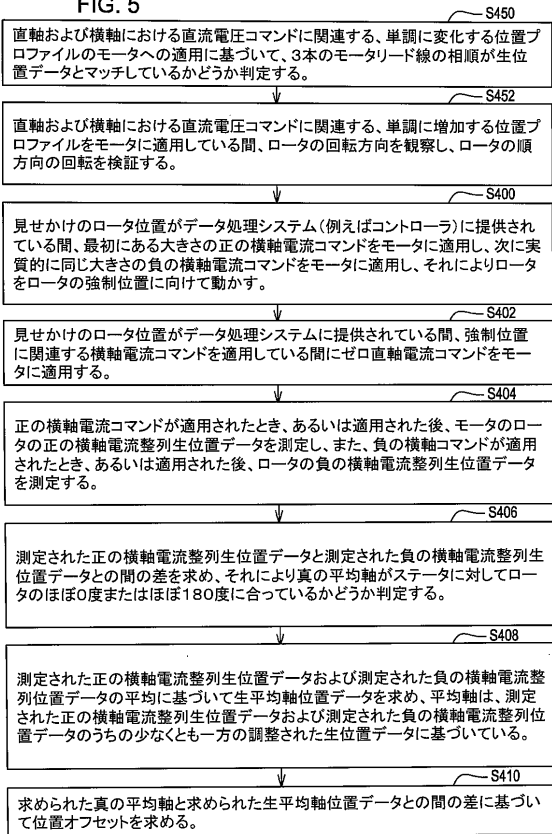 FIG. 5
S450
直軸および横軸における直流電圧コマンドに関連する、単調に変化する位置プ
ロファイルのモータへの適用に基づいて、3本のモータリード線の相順が生位
置データとマッチしているかどうか判定する。
S452
直軸および横軸における直流電圧コマンドに関連する、単調に増加する位置プ
ロファイルをモータに適用している間、ロータの回転方向を観察し、ロータの順
方向の回転を検証する。
S400
見せかけのロータ位置がデータ処理システム(例えばコントローラ)に提供され
ている間、最初にある大きさの正の横軸電流コマンドをモータに適用し、次に実
質的に同じ大きさの負の横軸電流コマンドをモータに適用し、それによりロータ
をロータの強制位置に向けて動かす。
S402
見せかけのロータ位置がデータ処理システムに提供されている間、強制位置
に関連する横軸電流コマンドを適用している間にゼロ直軸電流コマンドをモー
タに適用する。
S404
正の横軸電流コマンドが適用されたとき、あるいは適用された後、モータのロー
タの正の横軸電流整列生位置データを測定し、また、負の横軸コマンドが適用
されたとき、あるいは適用された後、ロータの負の横軸電流整列生位置データ
を測定する。
S406
測定された正の横軸電流整列生位置データと測定された負の横軸電流整列生
位置データとの間の差を求め、それにより真の平均軸がステータに対してロー
タのほぼ0度またはほぼ180度に合っているかどうか判定する。
S408
測定された正の横軸電流整列生位置データおよび測定された負の横軸電流整
列位置データの平均に基づいて生平均軸位置データを求め、平均軸は、測定
された正の横軸電流整列生位置データおよび測定された負の横軸電流整列位
置データのうちの少なくとも一方の調整された生位置データに基づいている。
S410
求められた真の平均軸と求められた生平均軸位置データとの間の差に基づい
て位置オフセットを求める。